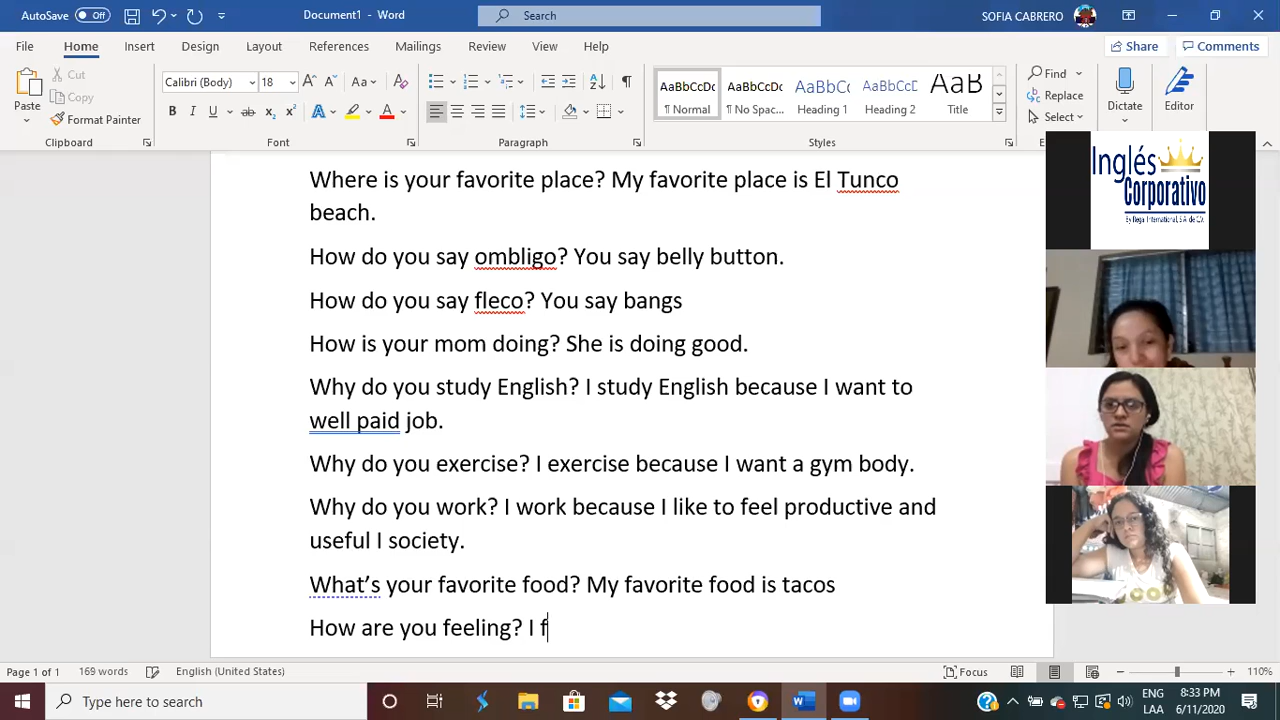 AutoSave Off Document1 - Word Search SOFIA CABRERO
File Home Insert Design Layout References Mailings Review View Help Share Comments
Paste Cut Copy Format Painter
Calibri (Body) 18
AaBbCcDc ¶ Normal
AaBbCcDc ¶ No Spac...
AaBbCc Heading 1
AaBbCcD Heading 2
AaB Title
Find Replace Select
Dictate Editor
Clipboard Font Paragraph Styles
Where is your favorite place? My favorite place is El Tunco
beach.
How do you say ombligo? You say belly button.
How do you say fleco? You say bangs
How is your mom doing? She is doing good.
Why do you study English? I study English because I want to
well paid job.
Why do you exercise? I exercise because I want a gym body.
Why do you work? I work because I like to feel productive and
useful I society.
What's your favorite food? My favorite food is tacos
How are you feeling? I f
Inglés
Corporativo
By Regal International, S.A. de C.V.
Page 1 of 1 169 words English (United States) Focus 110%
Type here to search
ENG
LAA
8:33 PM
6/11/2020